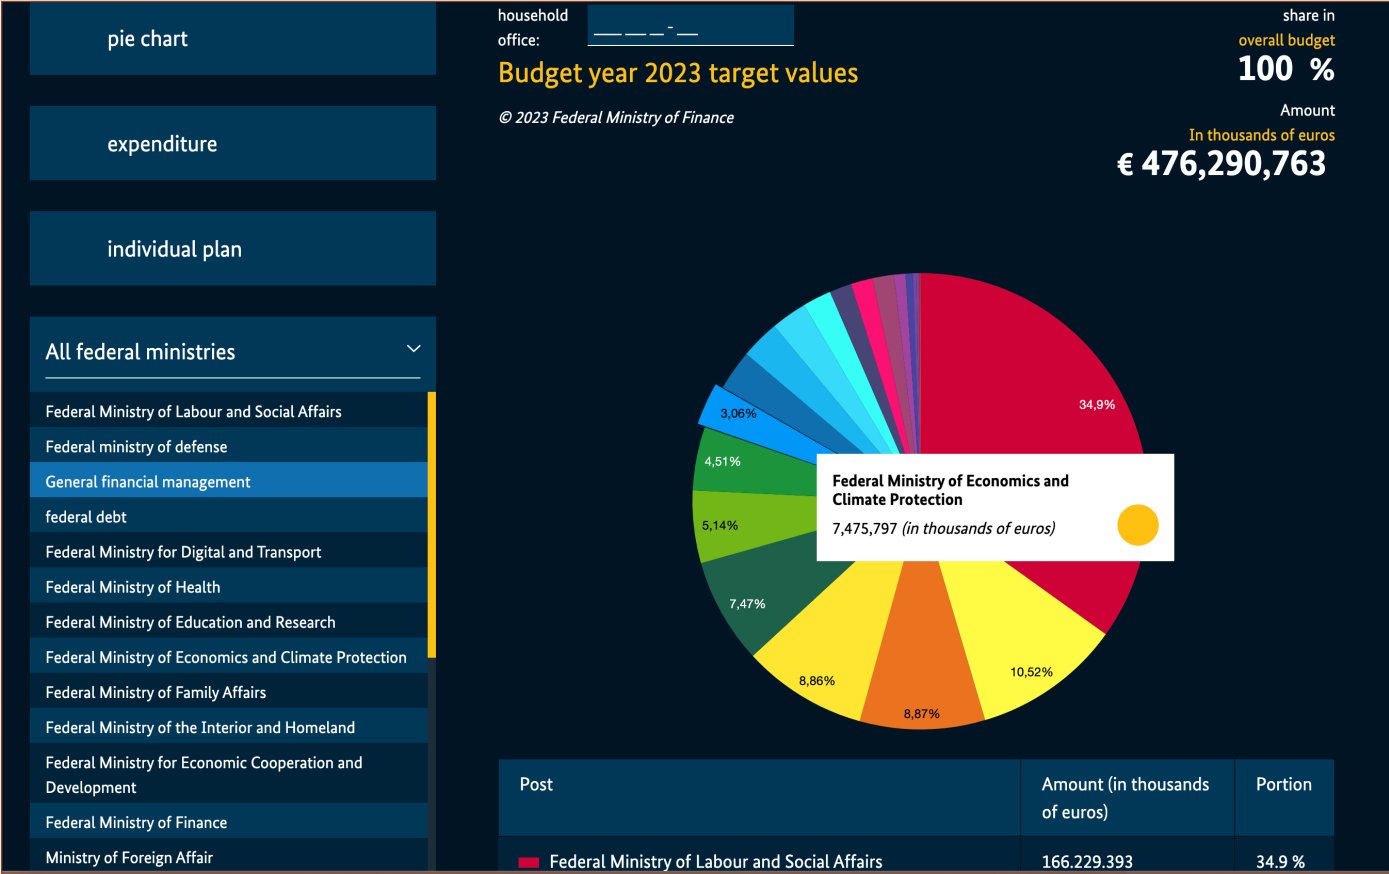 pie chart
expenditure
individual plan
All federal ministries
Federal Ministry of Labour and Social Affairs
Federal ministry of defense
General financial management
federal debt
Federal Ministry for Digital and Transport
Federal Ministry of Health
Federal Ministry of Education and Research
Federal Ministry of Economics and Climate Protection
Federal Ministry of Family Affairs
Federal Ministry of the Interior and Homeland
Federal Ministry for Economic Cooperation and
Development
Federal Ministry of Finance
Ministry of Foreign Affair
household
office:
____ ___ __ - ___
Budget year 2023 target values
© 2023 Federal Ministry of Finance
share in
overall budget
100 %
Amount
In thousands of euros
€ 476,290,763
34,9%
3,06%
4,51%
5,14%
7,47%
8,86%
8,87%
10,52%
Federal Ministry of Economics and
Climate Protection
7,475,797 (in thousands of euros)
Post
Amount (in thousands
of euros)
Portion
Federal Ministry of Labour and Social Affairs
166.229.393
34.9 %